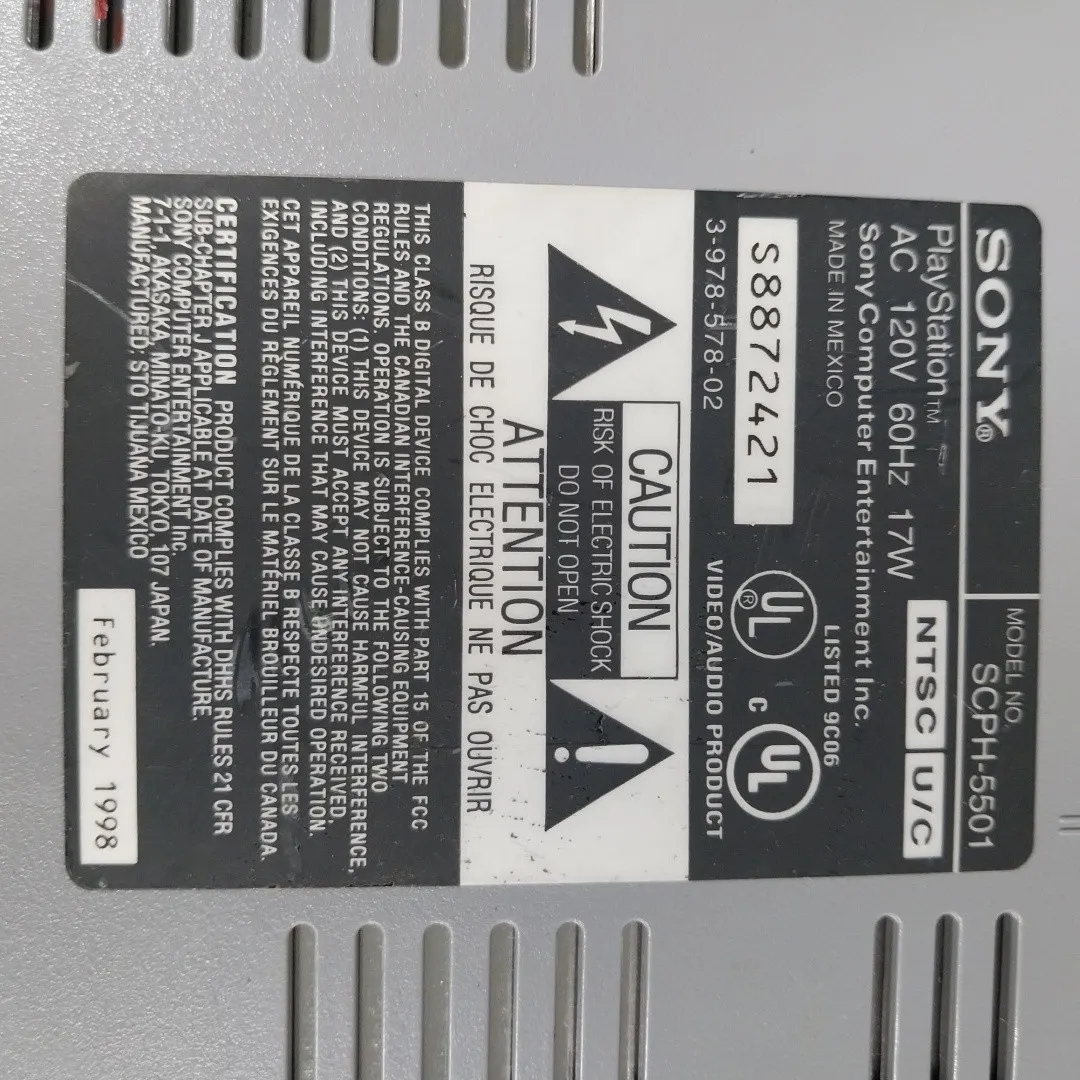 SONY®
MODEL NO.
SCPH-5501
PlayStation™
AC 120V 60Hz 17W
NTSC U/C
Sony Computer Entertainment Inc.
MADE IN MEXICO
LISTED 9C06
S8872421
UL ®
C UL
3-978-578-02
VIDEO/AUDIO PRODUCT
CAUTION
RISK OF ELECTRIC SHOCK
DO NOT OPEN
ATTENTION
RISQUE DE CHOC ELECTRIQUE NE PAS OUVRIR
THIS CLASS B DIGITAL DEVICE COMPLIES WITH PART 15 OF THE FCC
RULES AND THE CANADIAN INTERFERENCE-CAUSING EQUIPMENT
REGULATIONS. OPERATION IS SUBJECT TO THE FOLLOWING TWO
CONDITIONS: (1) THIS DEVICE MAY NOT CAUSE HARMFUL INTERFERENCE,
AND (2) THIS DEVICE MUST ACCEPT ANY INTERFERENCE RECEIVED,
INCLUDING INTERFERENCE THAT MAY CAUSE UNDESIRED OPERATION.
CET APPAREIL NUMÉRIQUE DE LA CLASSE B RESPECTE TOUTES LES
EXIGENCES DU RÈGLEMENT SUR LE MATÉRIEL BROUILLEUR DU CANADA.
CERTIFICATION PRODUCT COMPLIES WITH DHHS RULES 21 CFR
SUB-CHAPTER J APPLICABLE AT DATE OF MANUFACTURE.
SONY COMPUTER ENTERTAINMENT Inc.
7-1-1, AKASAKA, MINATO-KU, TOKYO, 107 JAPAN.
MANUFACTURED: STO TIJUANA MEXICO
February 1998